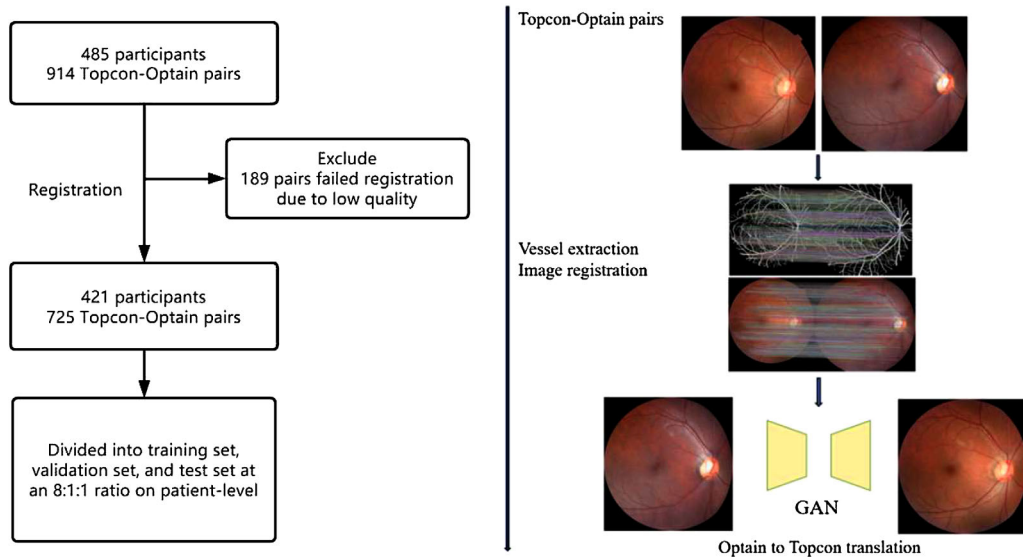 485 participants
914 Topcon-Optain pairs
Registration
Exclude
189 pairs failed registration
due to low quality
421 participants
725 Topcon-Optain pairs
Divided into training set,
validation set, and test set at
an 8:1:1 ratio on patient-level
Topcon-Optain pairs
Vessel extraction
Image registration
GAN
Optain to Topcon translation